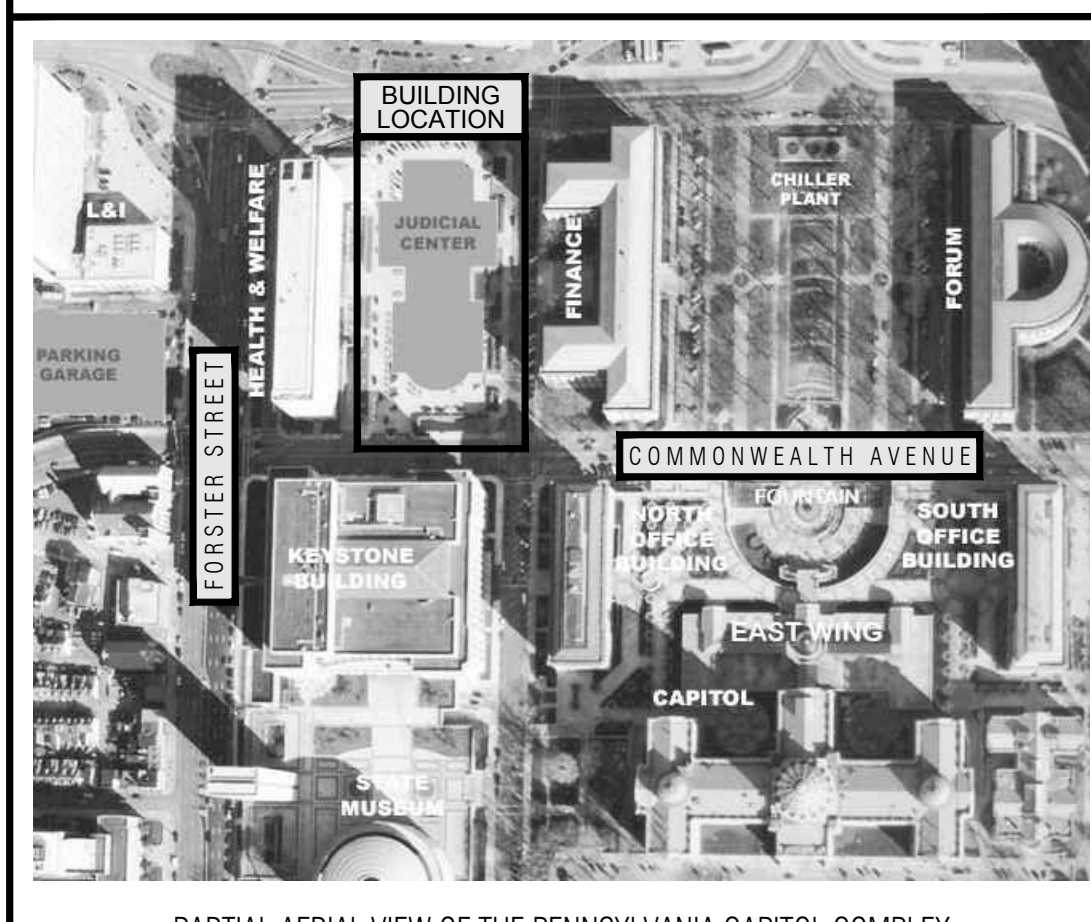 BUILDING
LOCATION
L&I
HEALTH & WELFARE
JUDICIAL
CENTER
FINANCE
CHILLER
PLANT
FORUM
PARKING
GARAGE
FORSTER STREET
COMMONWEALTH AVENUE
FOUNTAIN
NORTH
OFFICE
BUILDING
SOUTH
OFFICE
BUILDING
KEYSTONE
BUILDING
EAST WING
CAPITOL
STATE
MUSEUM
PARTIAL AERIAL VIEW OF THE PENNSYLVANIA CAPITOL COMPLEX